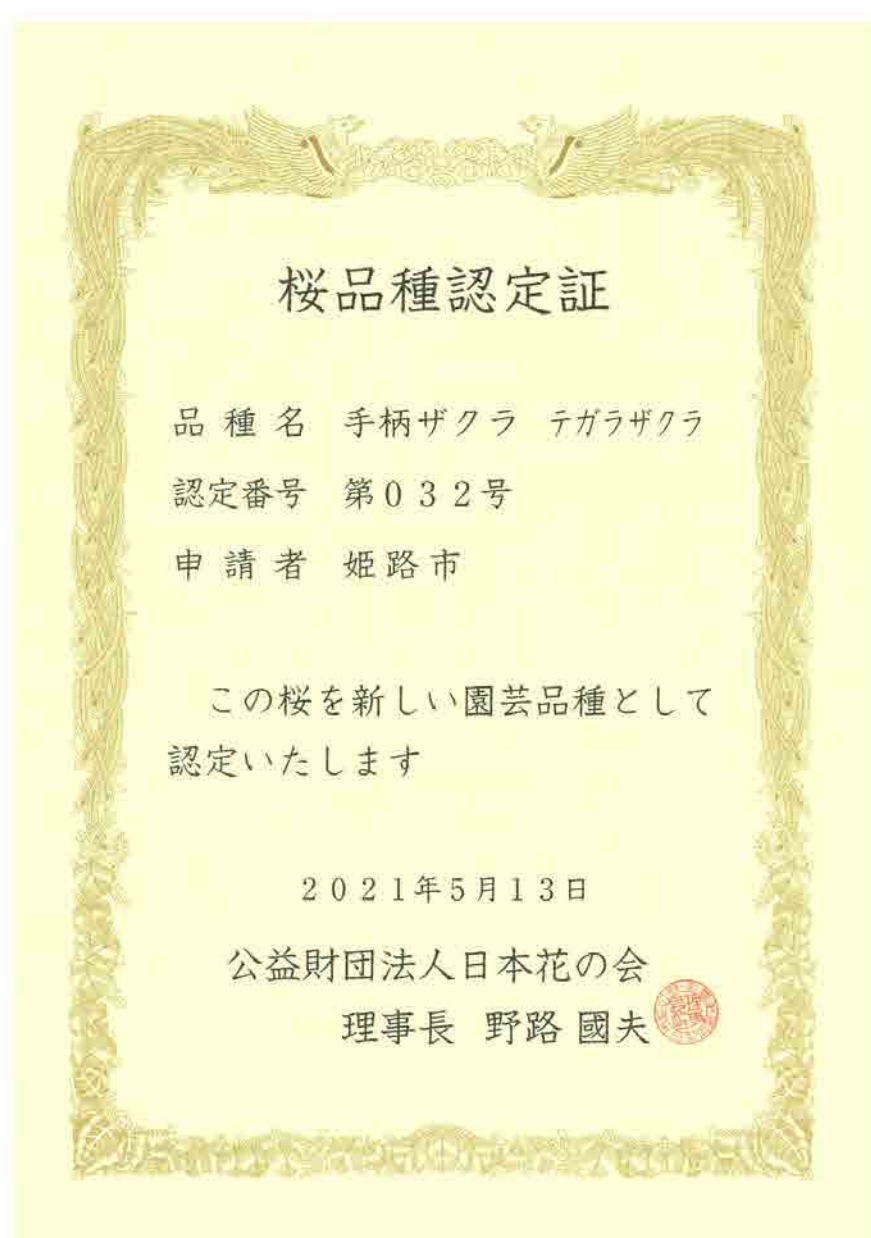 桜品種認定証
品種名 手柄ザクラ テガラザクラ
認定番号 第032号
申請者 姫路市
この桜を新しい園芸品種として
認定いたします
2021年5月13日
公益財団法人日本花の会
理事長 野路國夫